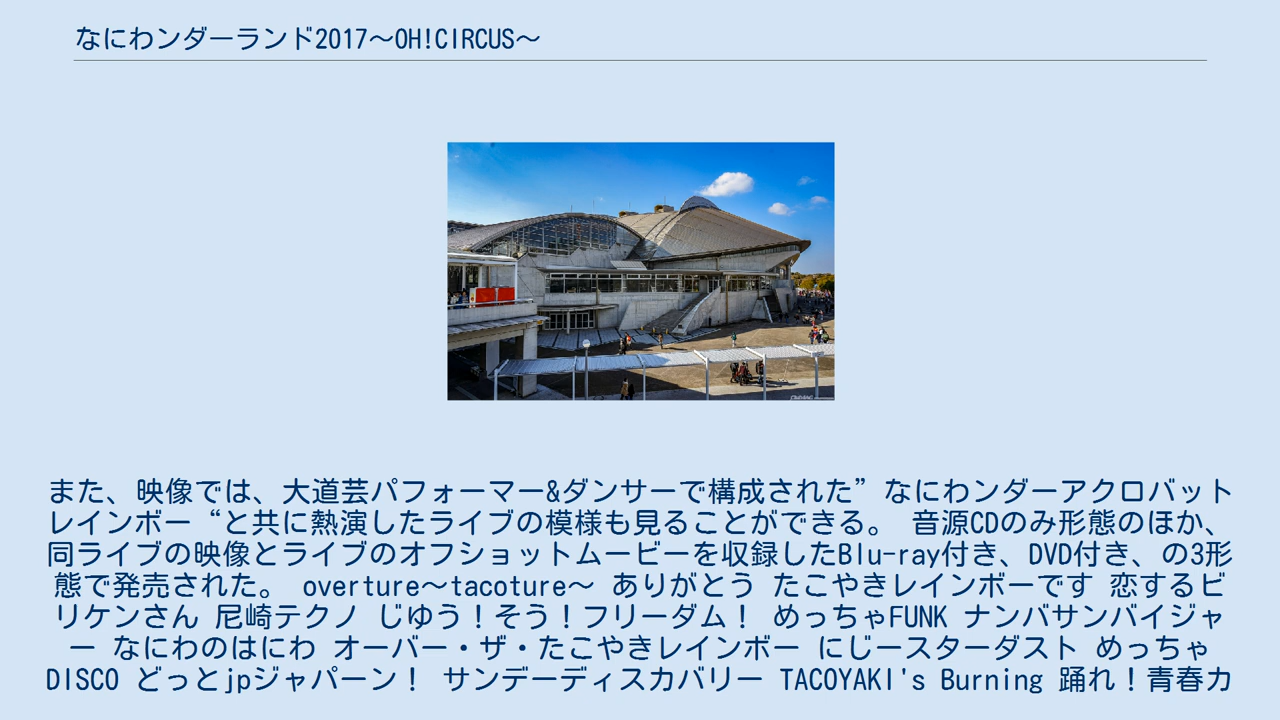 なにわンダーランド2017〜OH!CIRCUS〜
また、映像では、大道芸パフォーマー&ダンサーで構成された”なにわンダーアクロバット
レインボー“と共に熱演したライブの模様も見ることができる。 音源CDのみ形態のほか、
同ライブの映像とライブのオフショットムービーを収録したBlu-ray付き、DVD付き、の3形
態で発売された。 overture〜tacoture〜 ありがとう たこやきレインボーです 恋するビ
リケンさん 尼崎テクノ じゆう！そう！フリーダム！ めっちゃFUNK ナンバサンバイジャ
ー なにわのはにわ オーバー・ザ・たこやきレインボー にじースターダスト めっちゃ
DISCO どっとjpジャパーン！ サンデーディスカバリー TACOYAKI's Burning 踊れ！青春カ